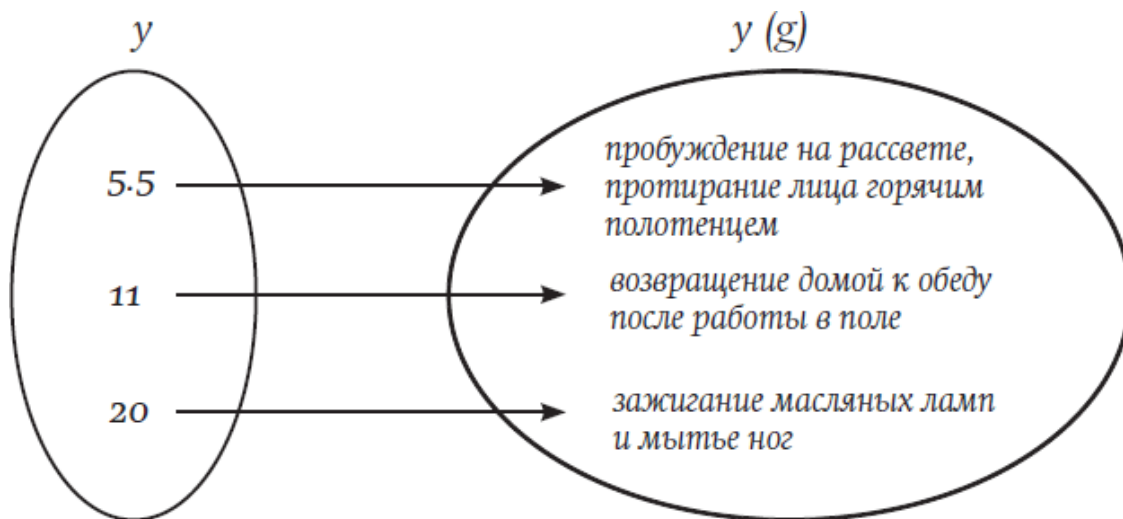 y
y (g)
5.5
пробуждение на рассвете,
протирание лица горячим
полотенцем
11
возвращение домой к обеду
после работы в поле
20
зажигание масляных ламп
и мытье ног